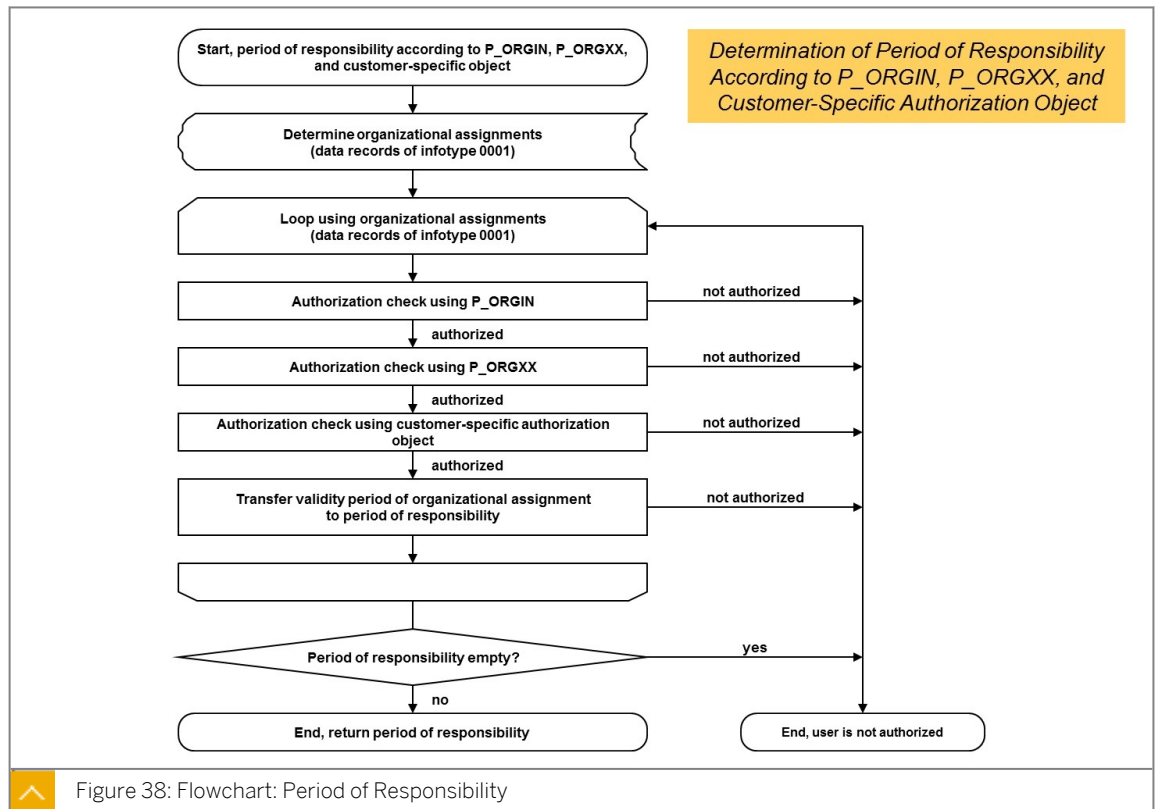 Start, period of responsibility according to P_ORGIN, P_ORGXX,
and customer-specific object
Determination of Period of Responsibility
According to P_ORGIN, P_ORGXX, and
Customer-Specific Authorization Object
Determine organizational assignments
(data records of infotype 0001)
Loop using organizational assignments
(data records of infotype 0001)
Authorization check using P_ORGIN
not authorized
authorized
Authorization check using P_ORGXX
not authorized
authorized
Authorization check using customer-specific authorization
object
not authorized
authorized
Transfer validity period of organizational assignment
to period of responsibility
not authorized
Period of responsibility empty?
yes
no
End, return period of responsibility
End, user is not authorized
Figure 38: Flowchart: Period of Responsibility